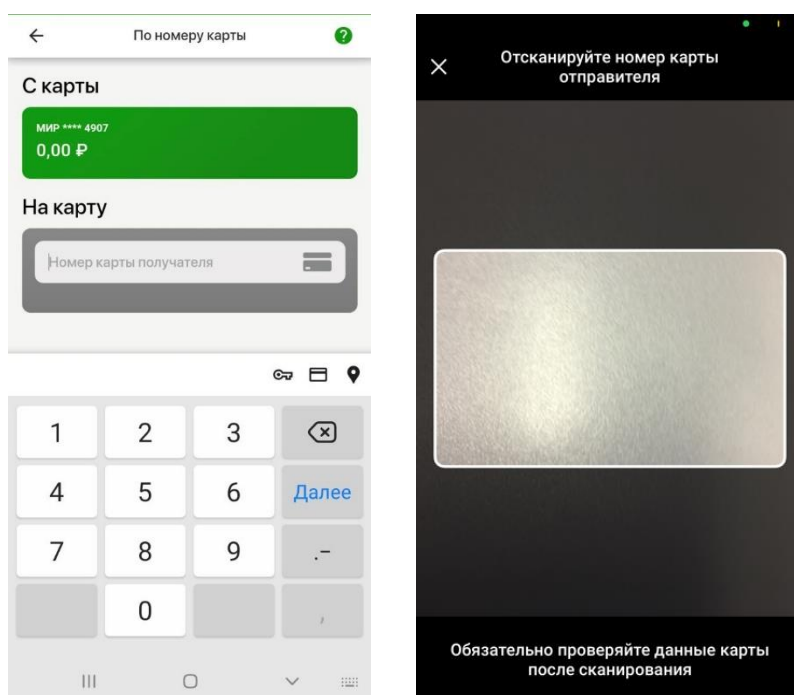 По номеру карты
?
С карты
МИР **** 4907
0,00 ₽
На карту
Номер карты получателя
1 2 3
4 5 6 Далее
7 8 9 .-
0 ,
Отсканируйте номер карты
отправителя
Обязательно проверяйте данные карты
после сканирования